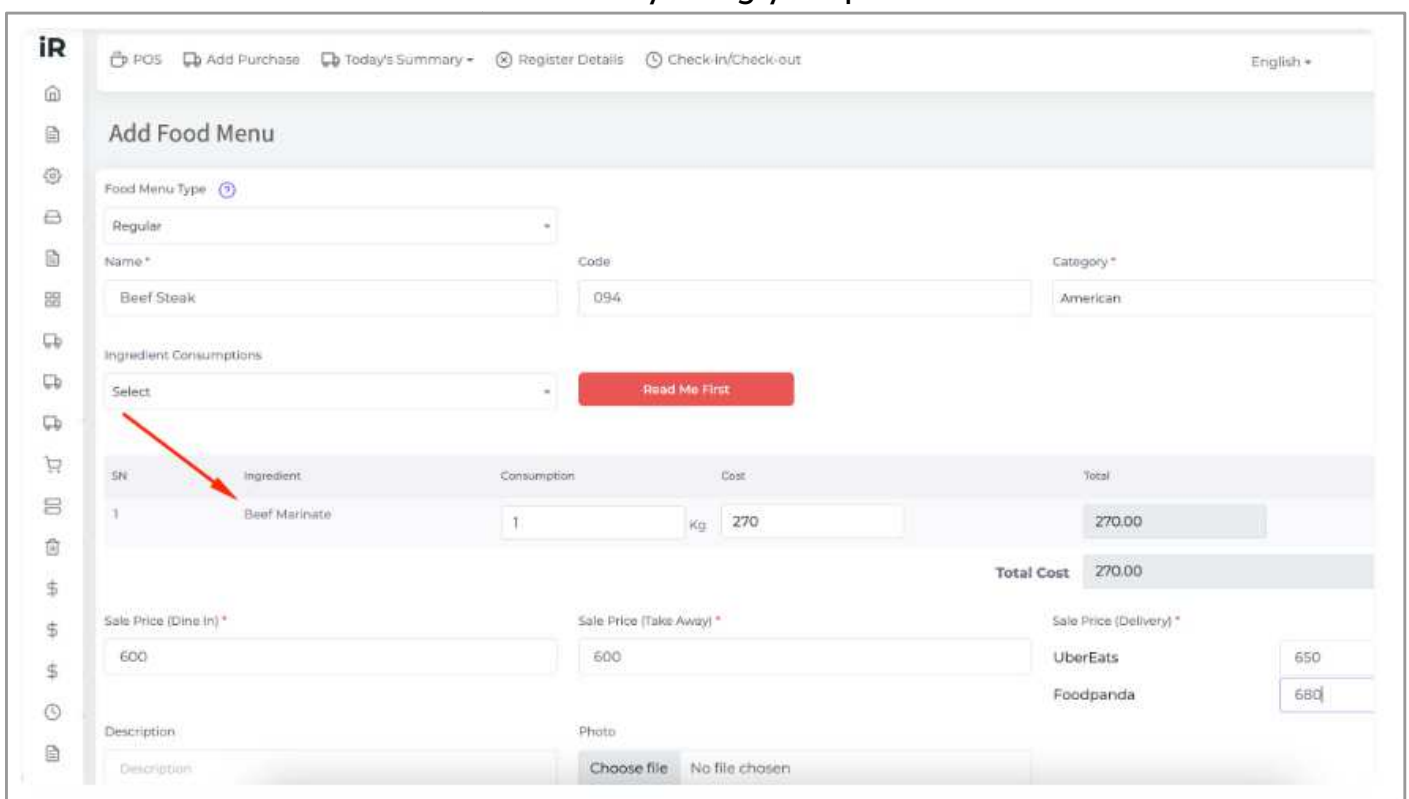 iR
POS Add Purchase Today's Summary Register Details Check-in/Check-out English
Add Food Menu
Food Menu Type ?
Regular
Name * Code Category *
Beef Steak 094 American
Ingredient Consumptions
Select Read Me First
SN Ingredient Consumption Cost Total
1 Beef Marinate 1 Kg 270 270.00
Total Cost 270.00
Sale Price (Dine In) * Sale Price (Take Away) * Sale Price (Delivery) *
600 600 UberEats 650
Foodpanda 680
Description Photo
Description Choose file No file chosen